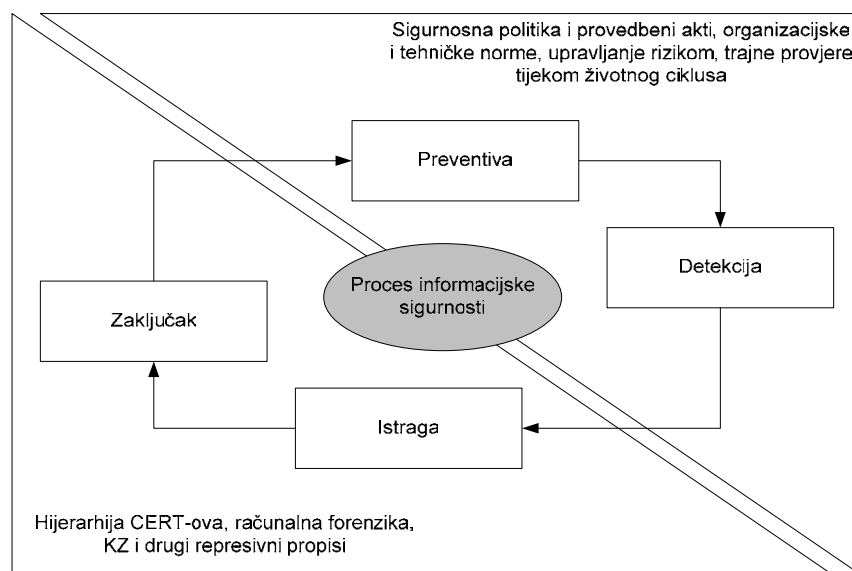 Sigurnosna politika i provedbeni akti, organizacijske
i tehničke norme, upravljanje rizikom, trajne provjere
tijekom životnog ciklusa
Preventiva
Detekcija
Proces informacijske
sigurnosti
Zaključak
Istraga
Hijerarhija CERT-ova, računalna forenzika,
KZ i drugi represivni propisi